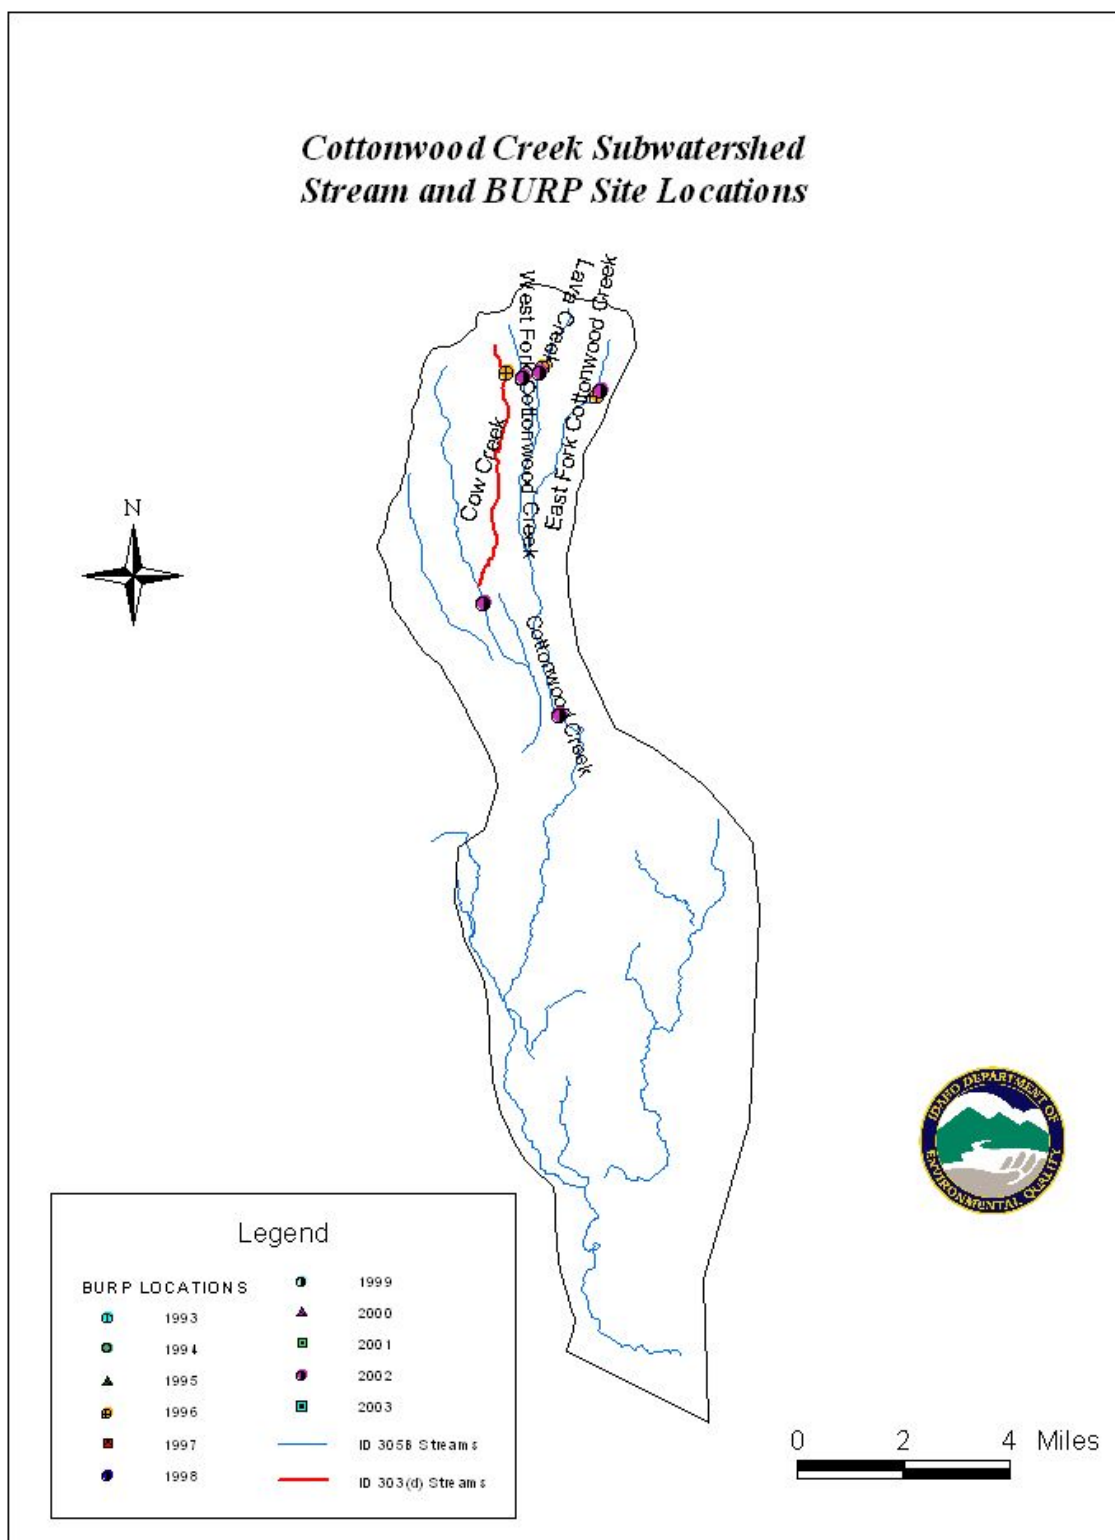 Cottonwood Creek Subwatershed
Stream and BURP Site Locations
West Fork Cottonwood Creek
Lava Creek
East Fork Cottonwood Creek
Cow Creek
N
Cottonwood Creek
IDAHO DEPARTMENT OF
ENVIRONMENTAL QUALITY
Legend
BURP LOCATIONS
1993
1994
1995
1996
1997
1998
1999
2000
2001
2002
2003
ID 305B Streams
ID 303(d) Streams
0 2 4 Miles